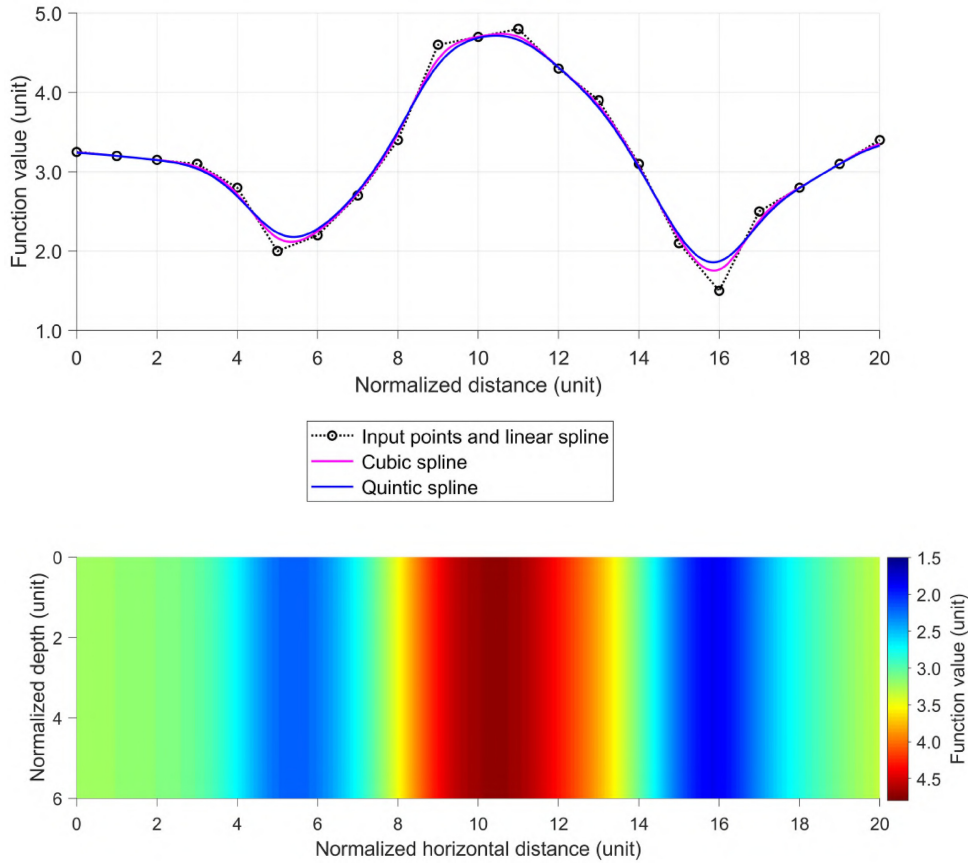 5.0
4.0
3.0
2.0
1.0
Function value (unit)
0 2 4 6 8 10 12 14 16 18 20
Normalized distance (unit)
Input points and linear spline
Cubic spline
Quintic spline
0
2
4
6
Normalized depth (unit)
0 2 4 6 8 10 12 14 16 18 20
Normalized horizontal distance (unit)
1.5
2.0
2.5
3.0
3.5
4.0
4.5
Function value (unit)